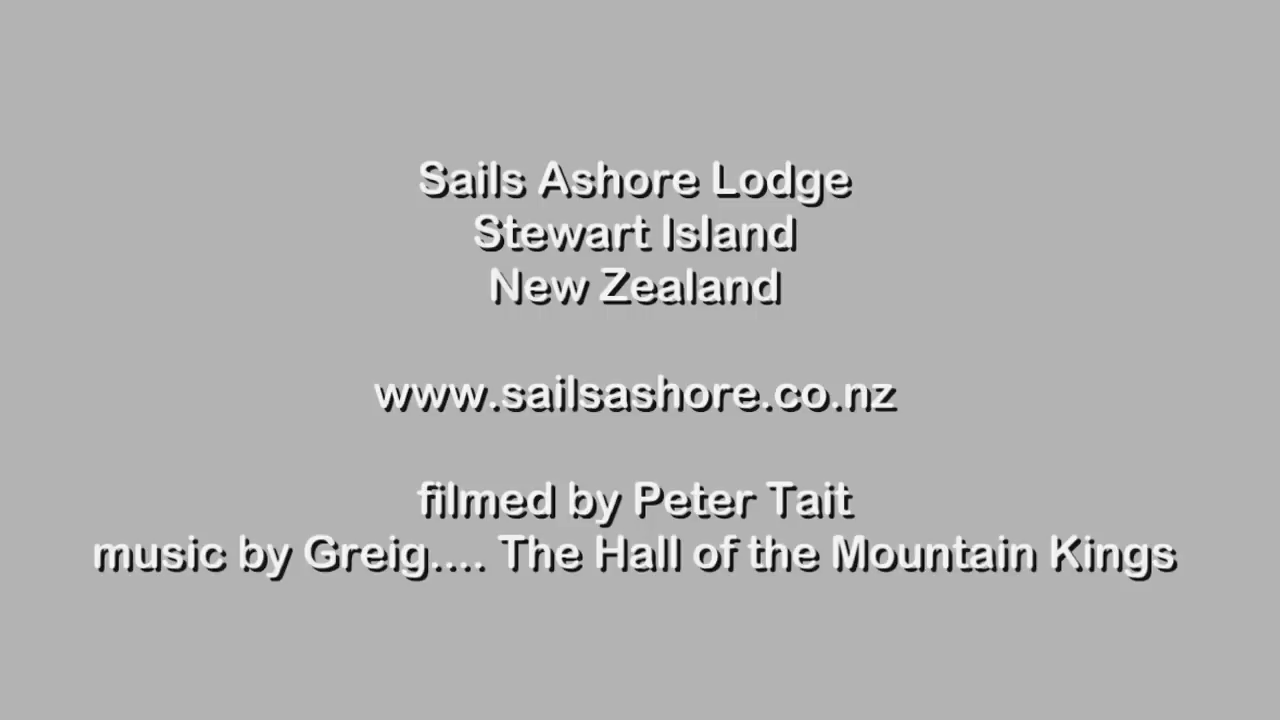 Sails Ashore Lodge
Stewart Island
New Zealand
www.sailsashore.co.nz
filmed by Peter Tait
music by Greig.... The Hall of the Mountain Kings